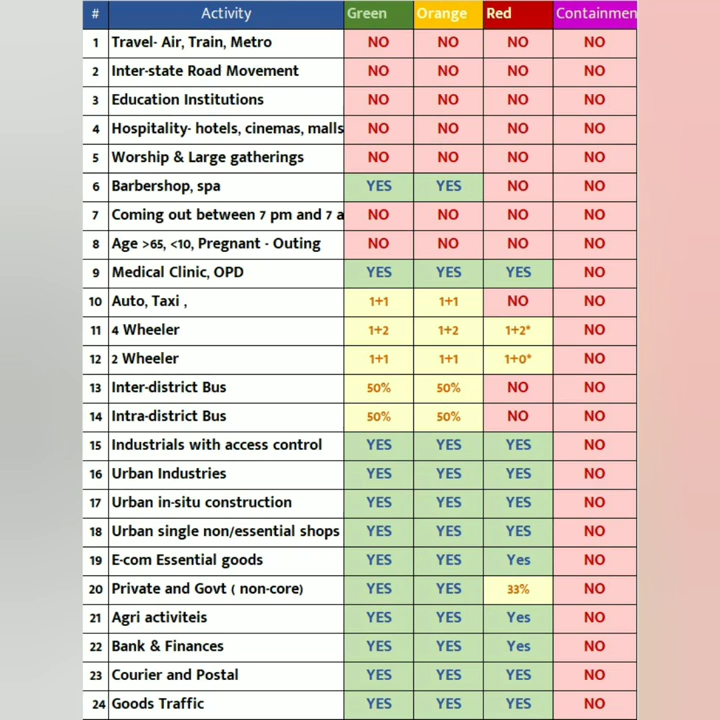 # Activity Green Orange Red Containmen
1 Travel- Air, Train, Metro NO NO NO NO
2 Inter-state Road Movement NO NO NO NO
3 Education Institutions NO NO NO NO
4 Hospitality- hotels, cinemas, malls NO NO NO NO
5 Worship & Large gatherings NO NO NO NO
6 Barbershop, spa YES YES NO NO
7 Coming out between 7 pm and 7 a NO NO NO NO
8 Age >65, <10, Pregnant - Outing NO NO NO NO
9 Medical Clinic, OPD YES YES YES NO
10 Auto, Taxi , 1+1 1+1 NO NO
11 4 Wheeler 1+2 1+2 1+2* NO
12 2 Wheeler 1+1 1+1 1+0* NO
13 Inter-district Bus 50% 50% NO NO
14 Intra-district Bus 50% 50% NO NO
15 Industrials with access control YES YES YES NO
16 Urban Industries YES YES YES NO
17 Urban in-situ construction YES YES YES NO
18 Urban single non/essential shops YES YES YES NO
19 E-com Essential goods YES YES Yes NO
20 Private and Govt ( non-core) YES YES 33% NO
21 Agri activiteis YES YES Yes NO
22 Bank & Finances YES YES Yes NO
23 Courier and Postal YES YES YES NO
24 Goods Traffic YES YES YES NO